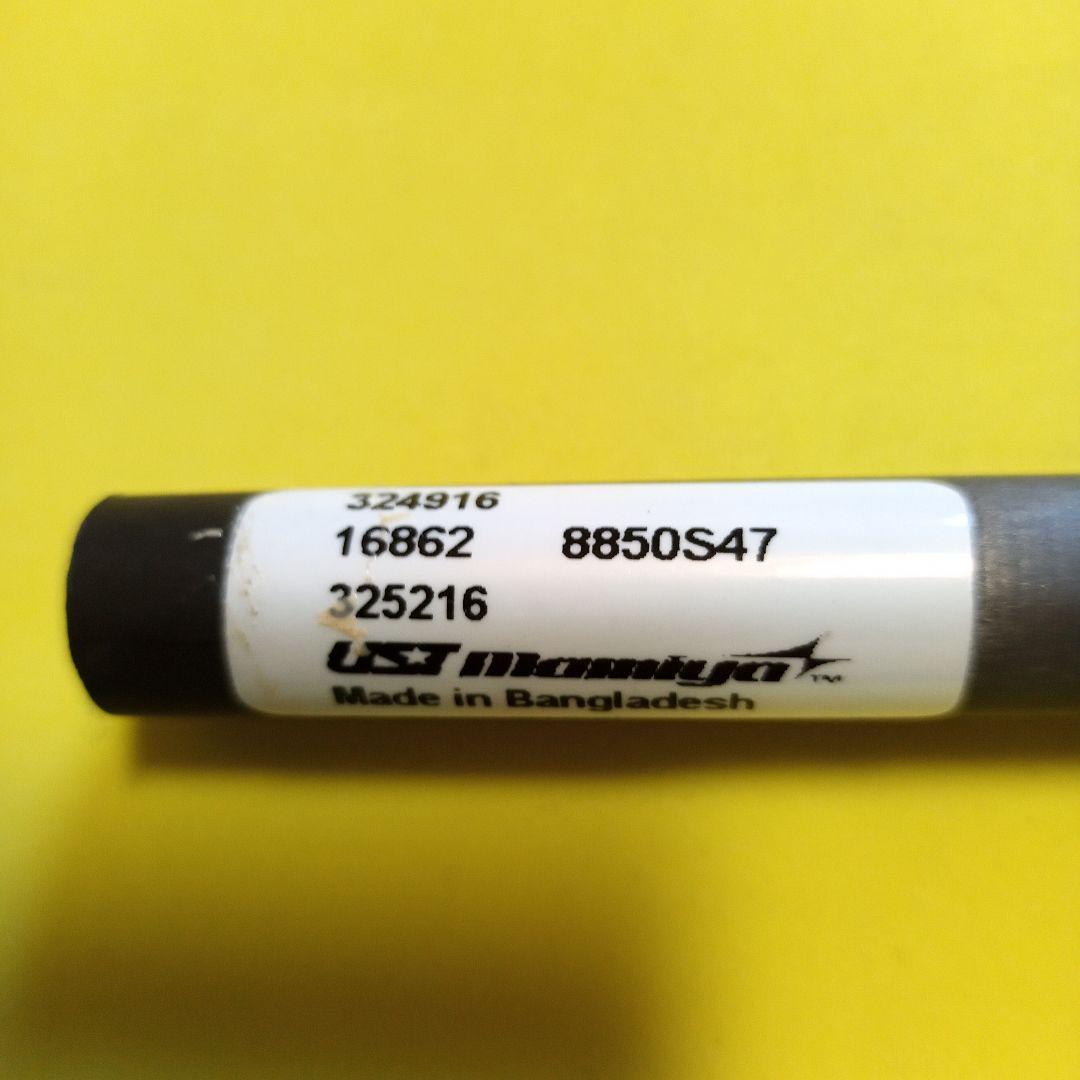 324916
16862 8850S47
325216
UST mamiya™
Made in Bangladesh